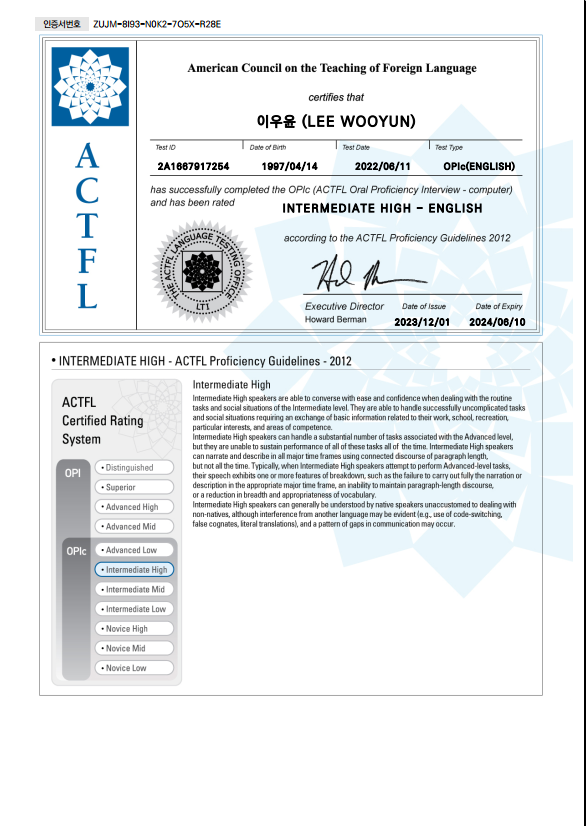 인증서번호 ZUJM-8I93-N0K2-7O5X-R28E
American Council on the Teaching of Foreign Language
certifies that
이우윤 (LEE WOOYUN)
Test ID Date of Birth Test Date Test Type
2A1667917254 1997/04/14 2022/06/11 OPIc(ENGLISH)
has successfully completed the OPIc (ACTFL Oral Proficiency Interview - computer)
and has been rated
INTERMEDIATE HIGH - ENGLISH
according to the ACTFL Proficiency Guidelines 2012
A
C
T
F
L
THE ACTFL LANGUAGE TESTING OFFICE
LTI
Executive Director Date of Issue Date of Expiry
Howard Berman 2023/12/01 2024/06/10
• INTERMEDIATE HIGH - ACTFL Proficiency Guidelines - 2012
ACTFL
Certified Rating
System
OPI
• Distinguished
• Superior
• Advanced High
• Advanced Mid
OPIc
• Advanced Low
• Intermediate High
• Intermediate Mid
• Intermediate Low
• Novice High
• Novice Mid
• Novice Low
Intermediate High
Intermediate High speakers are able to converse with ease and confidence when dealing with the routine
tasks and social situations of the Intermediate level. They are able to handle successfully uncomplicated tasks
and social situations requiring an exchange of basic information related to their work, school, recreation,
particular interests, and areas of competence.
Intermediate High speakers can handle a substantial number of tasks associated with the Advanced level,
but they are unable to sustain performance of all of these tasks all of the time. Intermediate High speakers
can narrate and describe in all major time frames using connected discourse of paragraph length,
but not all the time. Typically, when Intermediate High speakers attempt to perform Advanced-level tasks,
their speech exhibits one or more features of breakdown, such as the failure to carry out fully the narration or
description in the appropriate major time frame, an inability to maintain paragraph-length discourse,
or a reduction in breadth and appropriateness of vocabulary.
Intermediate High speakers can generally be understood by native speakers unaccustomed to dealing with
non-natives, although interference from another language may be evident (e.g., use of code-switching,
false cognates, literal translations), and a pattern of gaps in communication may occur.